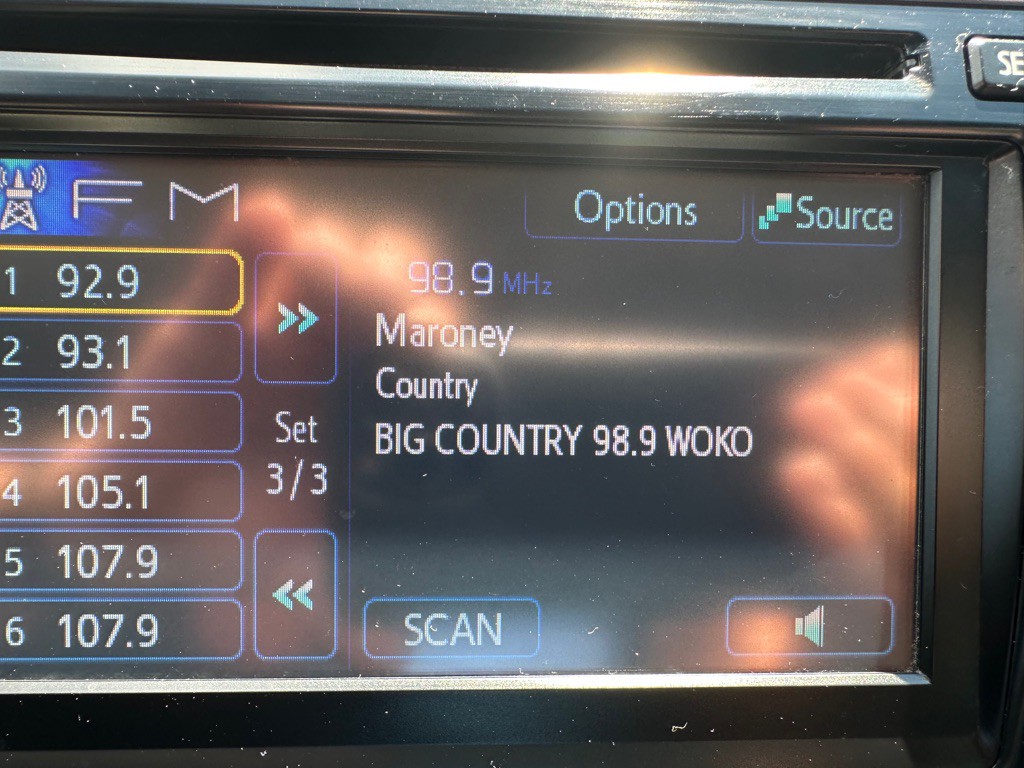 SE
FM
Options
Source
1 92.9
2 93.1
3 101.5
4 105.1
5 107.9
6 107.9
Set
3/3
98.9 MHz
Maroney
Country
BIG COUNTRY 98.9 WOKO
SCAN